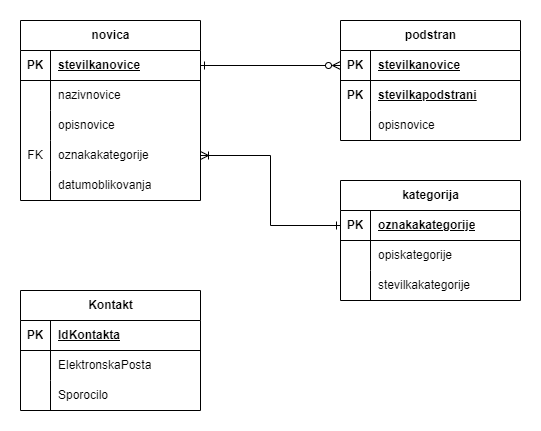 novica
PK stevilkanovice
nazivnovice
opisnovice
FK oznakakategorije
datumoblikovanja
podstran
PK stevilkanovice
PK stevilkapodstrani
opisnovice
kategorija
PK oznakakategorije
opiskategorije
stevilkakategorije
Kontakt
PK IdKontakta
ElektronskaPosta
Sporocilo